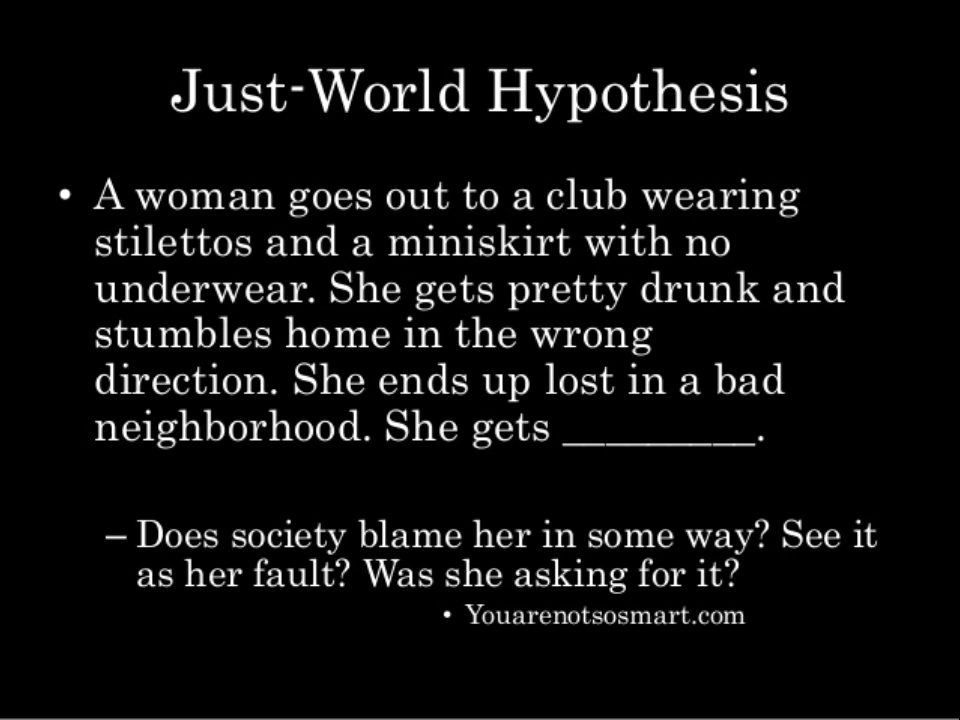 Just-World Hypothesis
• A woman goes out to a club wearing
stilettos and a miniskirt with no
underwear. She gets pretty drunk and
stumbles home in the wrong
direction. She ends up lost in a bad
neighborhood. She gets _________.
– Does society blame her in some way? See it
as her fault? Was she asking for it?
• Youarenotsosmart.com